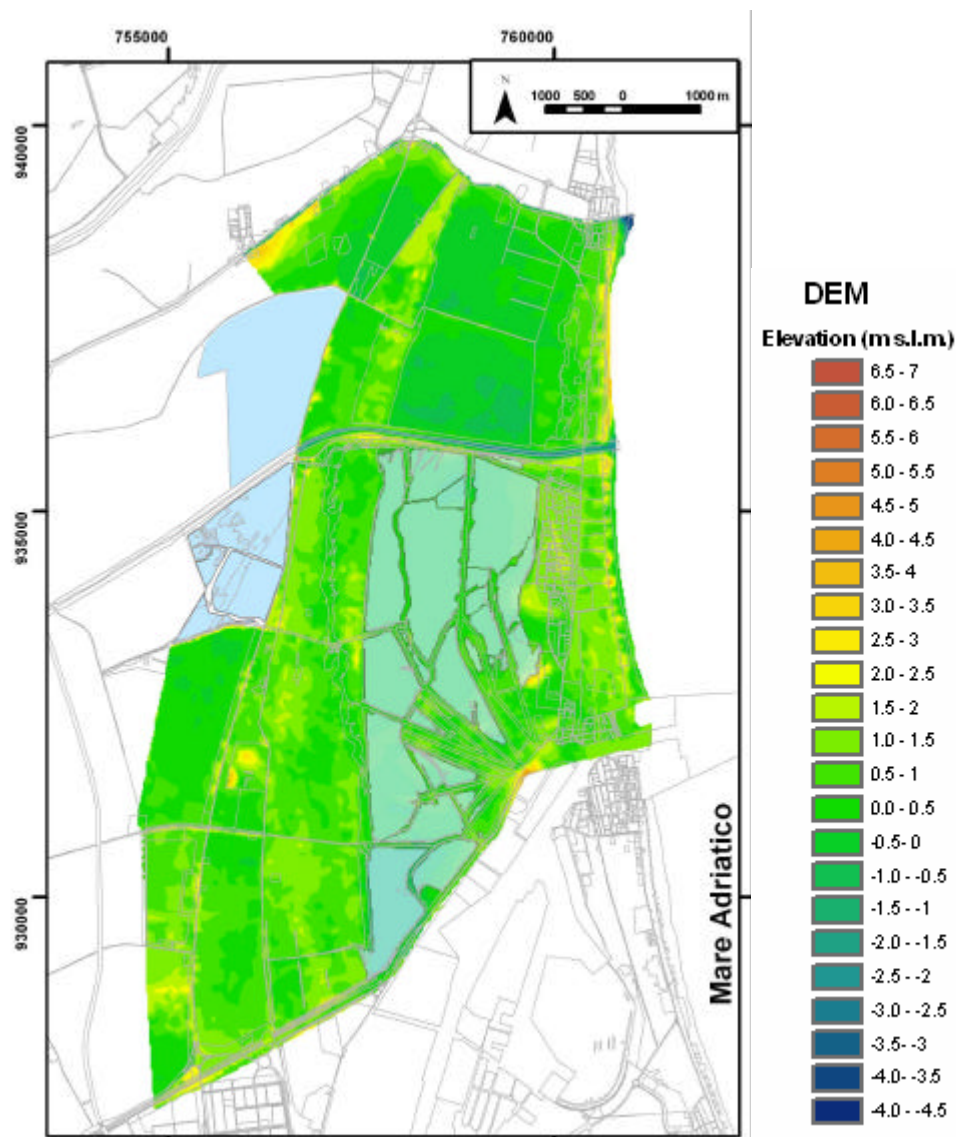 755000
760000
N
1000 500 0 1000 m
940000
935000
930000
Mare Adriatico
DEM
Elevation (m s.l.m.)
6.5 - 7
6.0 - 6.5
5.5 - 6
5.0 - 5.5
4.5 - 5
4.0 - 4.5
3.5 - 4
3.0 - 3.5
2.5 - 3
2.0 - 2.5
1.5 - 2
1.0 - 1.5
0.5 - 1
0.0 - 0.5
-0.5 - 0
-1.0 - -0.5
-1.5 - -1
-2.0 - -1.5
-2.5 - -2
-3.0 - -2.5
-3.5 - -3
-4.0 - -3.5
-4.0 - -4.5